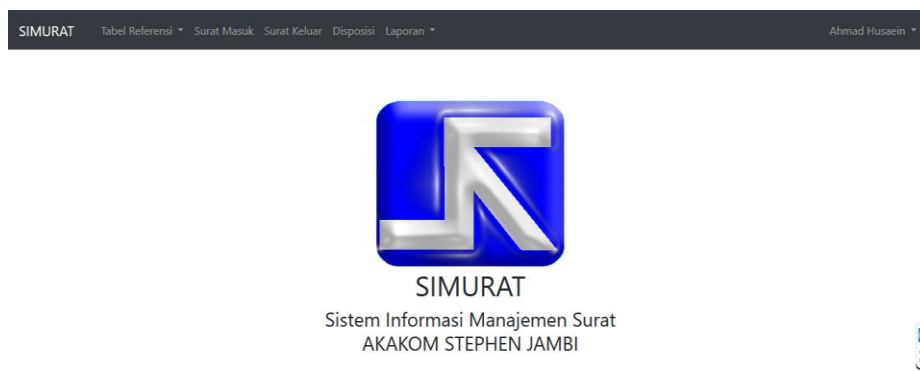 SIMURAT Tabel Referensi Surat Masuk Surat Keluar Disposisi Laporan Ahmad Husaein
SIMURAT
Sistem Informasi Manajemen Surat
AKAKOM STEPHEN JAMBI